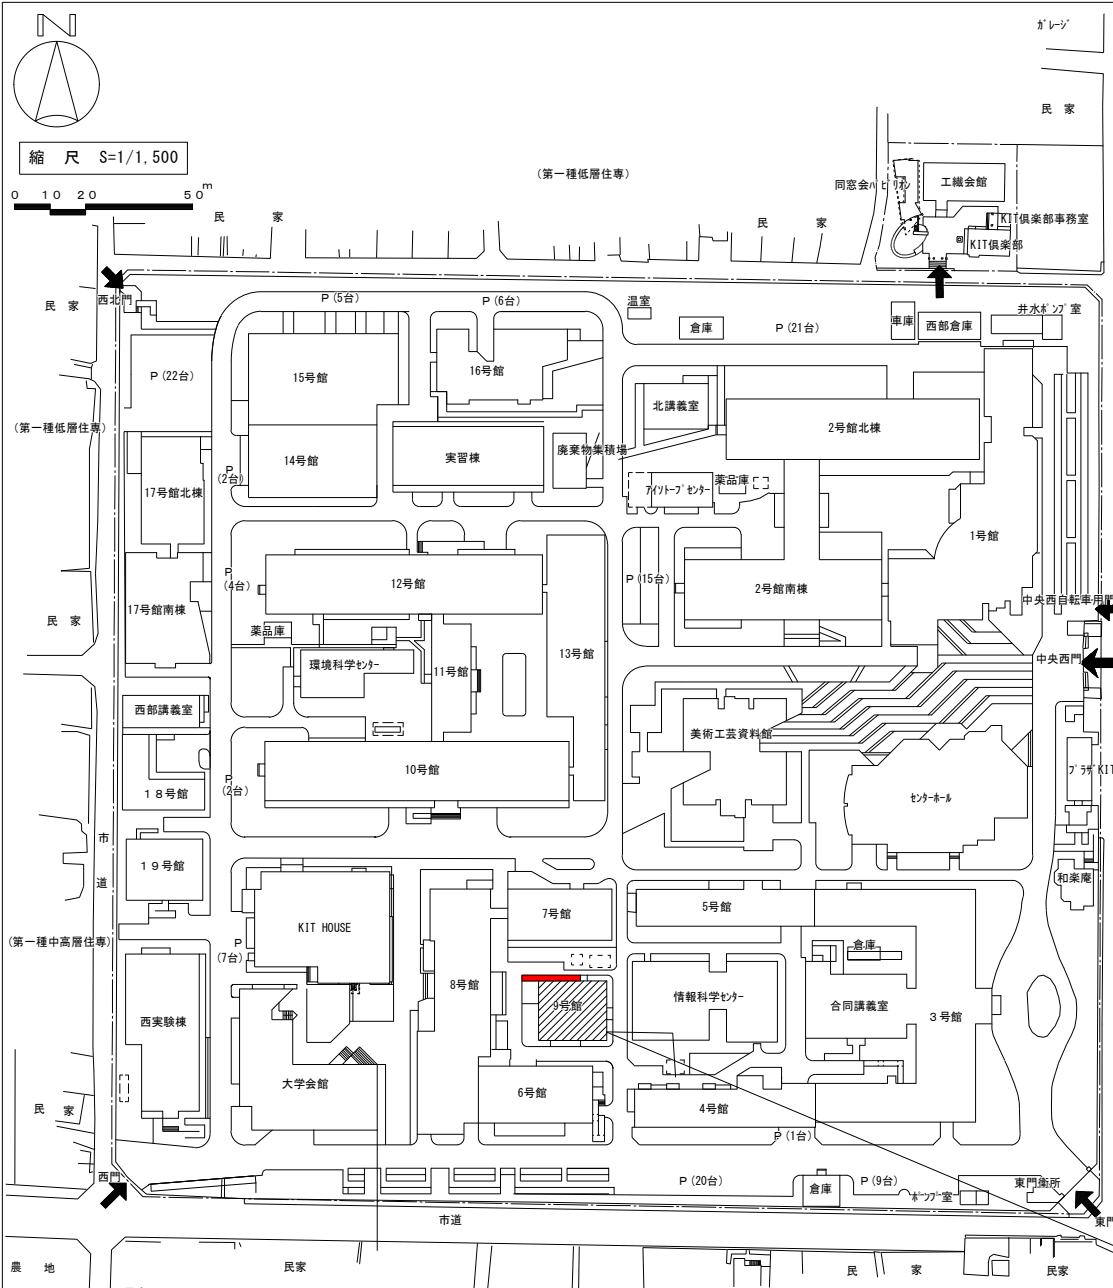 N
ガレージ
民 家
縮 尺 S=1/1,500
0 10 20 50m
(第一種低層住専)
同窓会パビリオン
工繊会館
KIT倶楽部事務室
KIT倶楽部
民 家
民 家
西北門
民 家
P (5台)
P (6台)
温室
倉庫
P (21台)
車庫
西部倉庫
井水ポンプ室
P (22台)
15号館
16号館
(第一種低層住専)
北講義室
2号館北棟
14号館
実習棟
廃棄物集積場
P
(2台)
17号館北棟
アイソトープセンター
薬品庫
1号館
12号館
P
(4台)
P (15台)
2号館南棟
17号館南棟
中央西自転車用門
民 家
薬品庫
環境科学センター
11号館
13号館
中央西門
西部講義室
美術工芸資料館
10号館
P
(2台)
18号館
センターホール
プラザKIT
市
道
19号館
和楽庵
KIT HOUSE
7号館
5号館
(第一種中高層住専)
P
(7台)
倉庫
8号館
9号館
情報科学センター
合同講義室
3号館
西実験棟
大学会館
6号館
4号館
民 家
P (1台)
西門
P (20台)
倉庫
P (9台)
ポンプ室
東門衛所
東門
市道
農 地
民家
民 家
民家